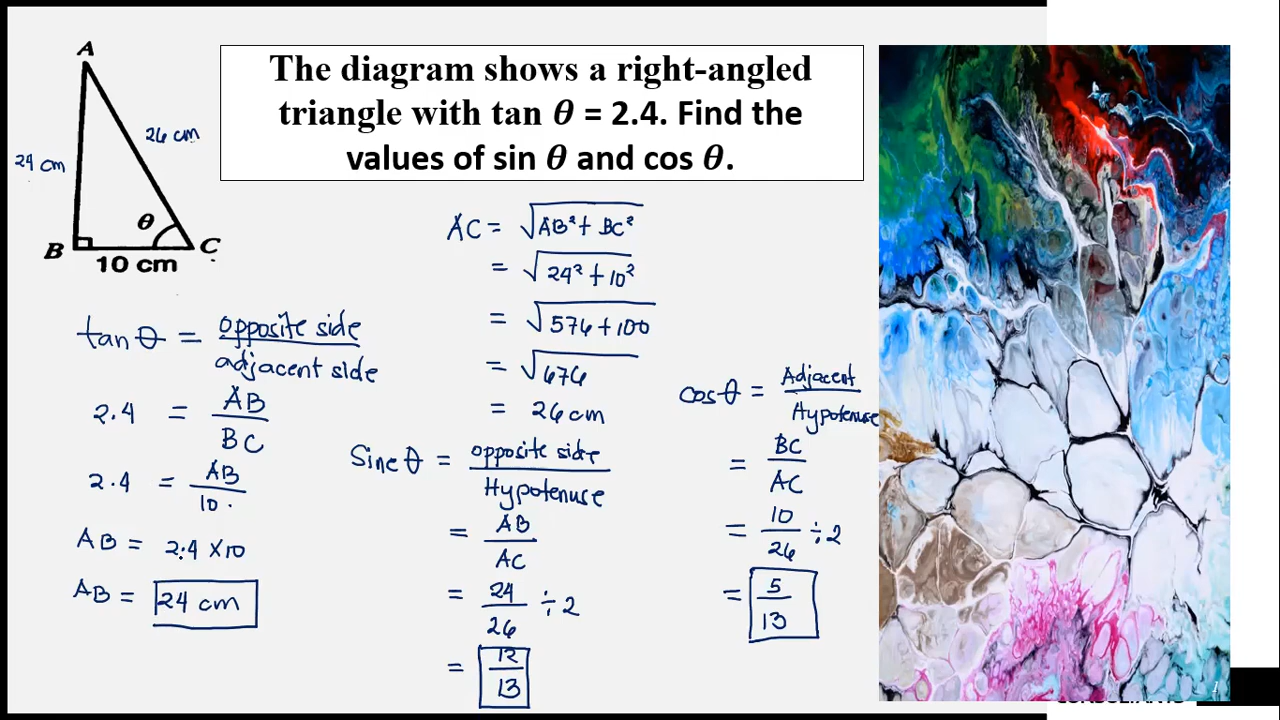 The diagram shows a right-angled
triangle with tan θ = 2.4. Find the
values of sin θ and cos θ.
A
24 cm
26 cm
θ
B
C
10 cm
tan θ = opposite side / adjacent side
2.4 = AB / BC
2.4 = AB / 10
AB = 2.4 × 10
AB = 24 cm
AC = √AB² + BC²
= √24² + 10²
= √576 + 100
= √676
= 26 cm
Sine θ = opposite side / Hypotenuse
= AB / AC
= 24 / 26 ÷ 2
= 12 / 13
cos θ = Adjacent / Hypotenuse
= BC / AC
= 10 / 26 ÷ 2
= 5 / 13